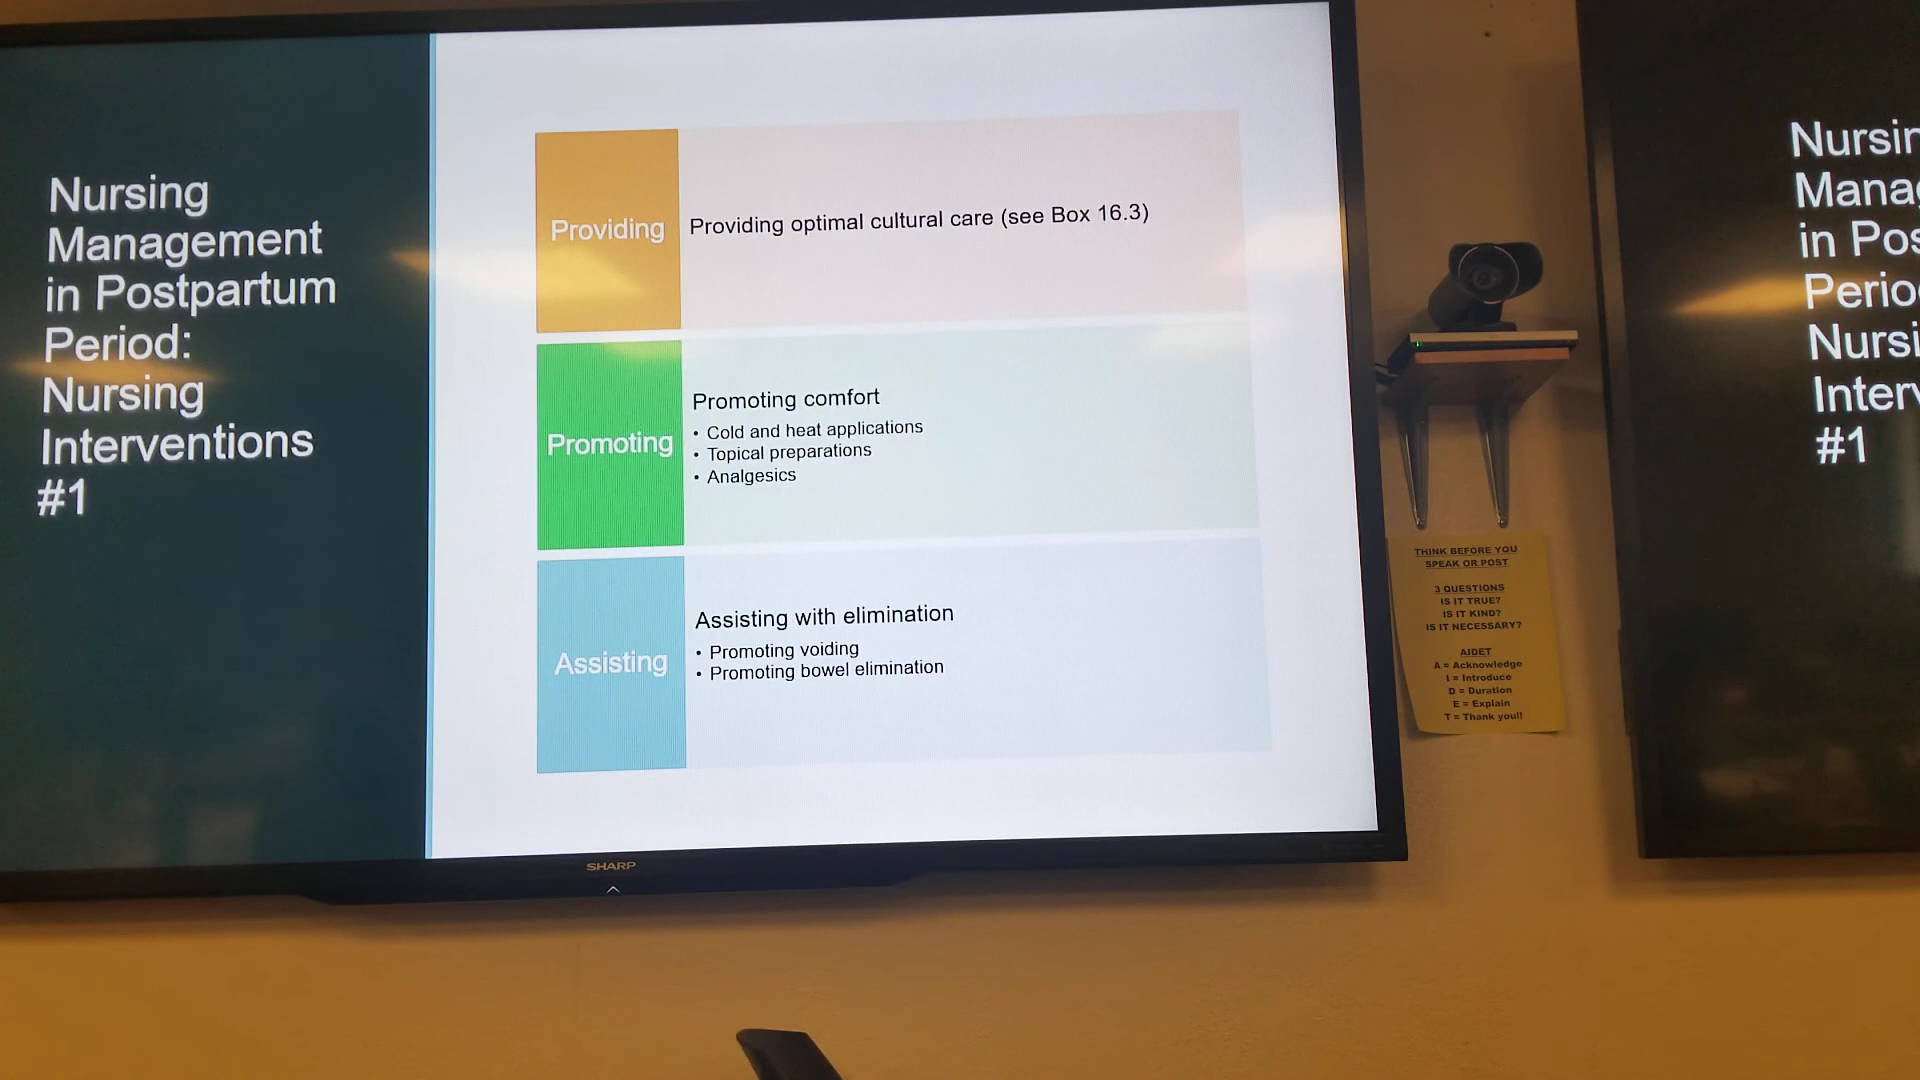 Nursing
Management
in Postpartum
Period:
Nursing
Interventions
#1
Providing
Providing optimal cultural care (see Box 16.3)
Promoting
Promoting comfort
• Cold and heat applications
• Topical preparations
• Analgesics
Assisting
Assisting with elimination
• Promoting voiding
• Promoting bowel elimination
SHARP
THINK BEFORE YOU
SPEAK OR POST
3 QUESTIONS
IS IT TRUE?
IS IT KIND?
IS IT NECESSARY?
AIDET
A = Acknowledge
I = Introduce
D = Duration
E = Explain
T = Thank you!!
Nursin
Manag
in Pos
Perio
Nursi
Interv
#1